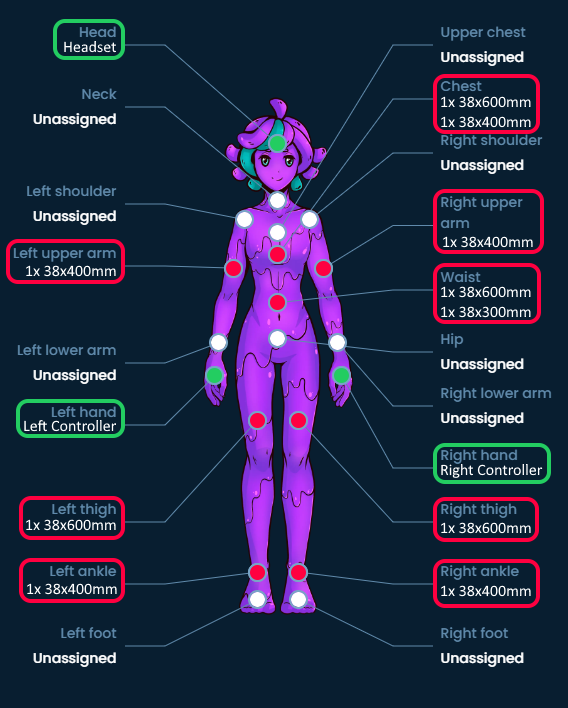 Head
Headset
Neck
Unassigned
Left shoulder
Unassigned
Left upper arm
1x 38x400mm
Left lower arm
Unassigned
Left hand
Left Controller
Left thigh
1x 38x600mm
Left ankle
1x 38x400mm
Left foot
Unassigned
Upper chest
Unassigned
Chest
1x 38x600mm
1x 38x400mm
Right shoulder
Unassigned
Right upper
arm
1x 38x400mm
Waist
1x 38x600mm
1x 38x300mm
Hip
Unassigned
Right lower arm
Unassigned
Right hand
Right Controller
Right thigh
1x 38x600mm
Right ankle
1x 38x400mm
Right foot
Unassigned